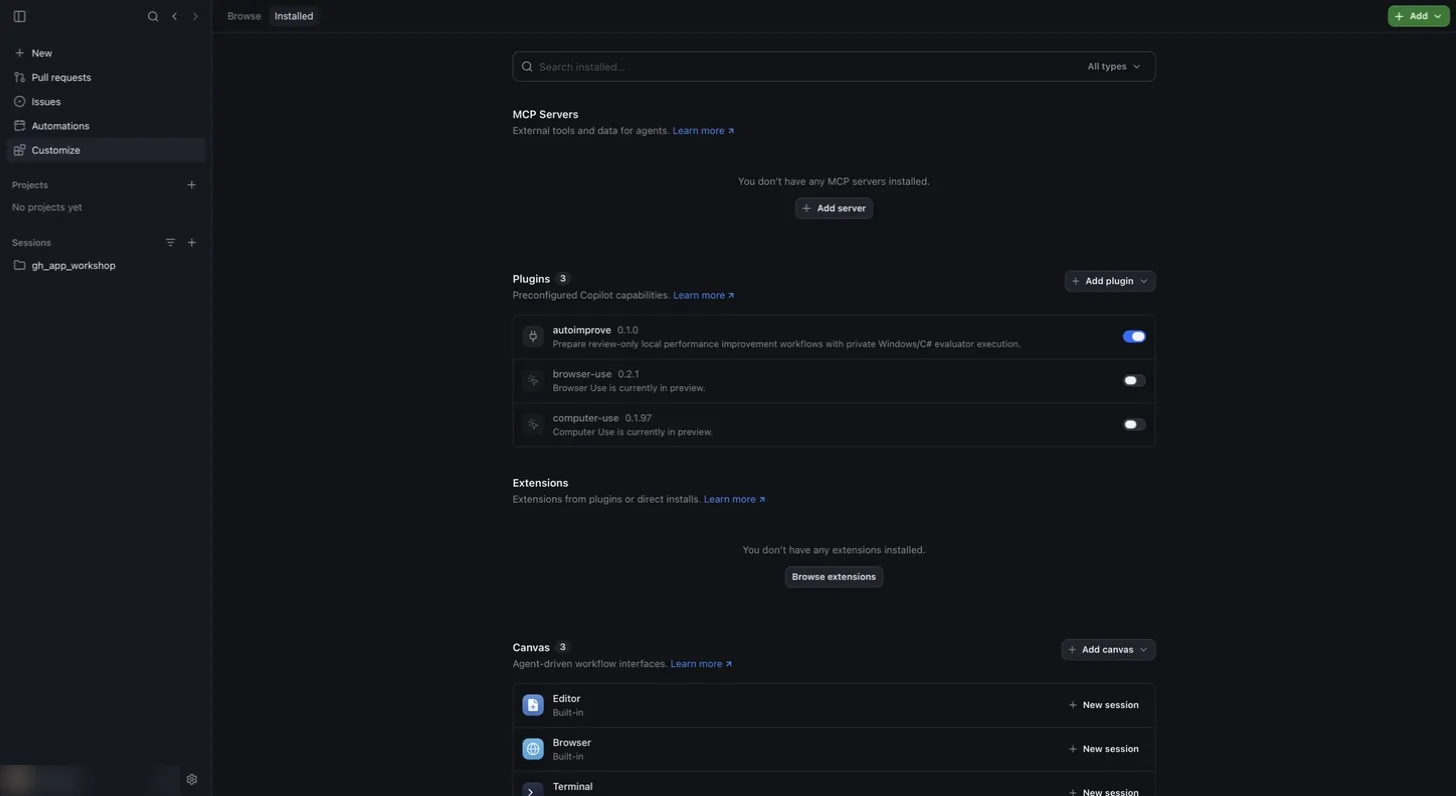 Browse Installed
Add
New
Pull requests
Issues
Automations
Customize
Projects
No projects yet
Sessions
gh_app_workshop
Search installed...
All types
MCP Servers
External tools and data for agents. Learn more
You don't have any MCP servers installed.
Add server
Plugins 3
Preconfigured Copilot capabilities. Learn more
Add plugin
autoimprove 0.1.0
Prepare review-only local performance improvement workflows with private Windows/C# evaluator execution.
browser-use 0.2.1
Browser Use is currently in preview.
computer-use 0.1.97
Computer Use is currently in preview.
Extensions
Extensions from plugins or direct installs. Learn more
You don't have any extensions installed.
Browse extensions
Canvas 3
Agent-driven workflow interfaces. Learn more
Add canvas
Editor
Built-in
New session
Browser
Built-in
New session
Terminal
New session